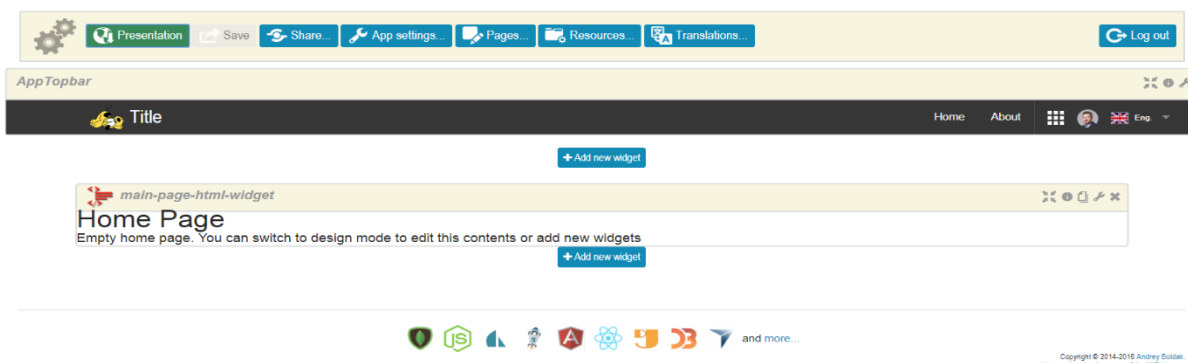 Presentation Save Share... App settings... Pages... Resources... Translations... Log out
AppTopbar
Title Home About Eng.
Add new widget
main-page-html-widget
Home Page
Empty home page. You can switch to design mode to edit this contents or add new widgets
Add new widget
JS 3 and more...
Copyright © 2014-2016 Andrey Boldak.